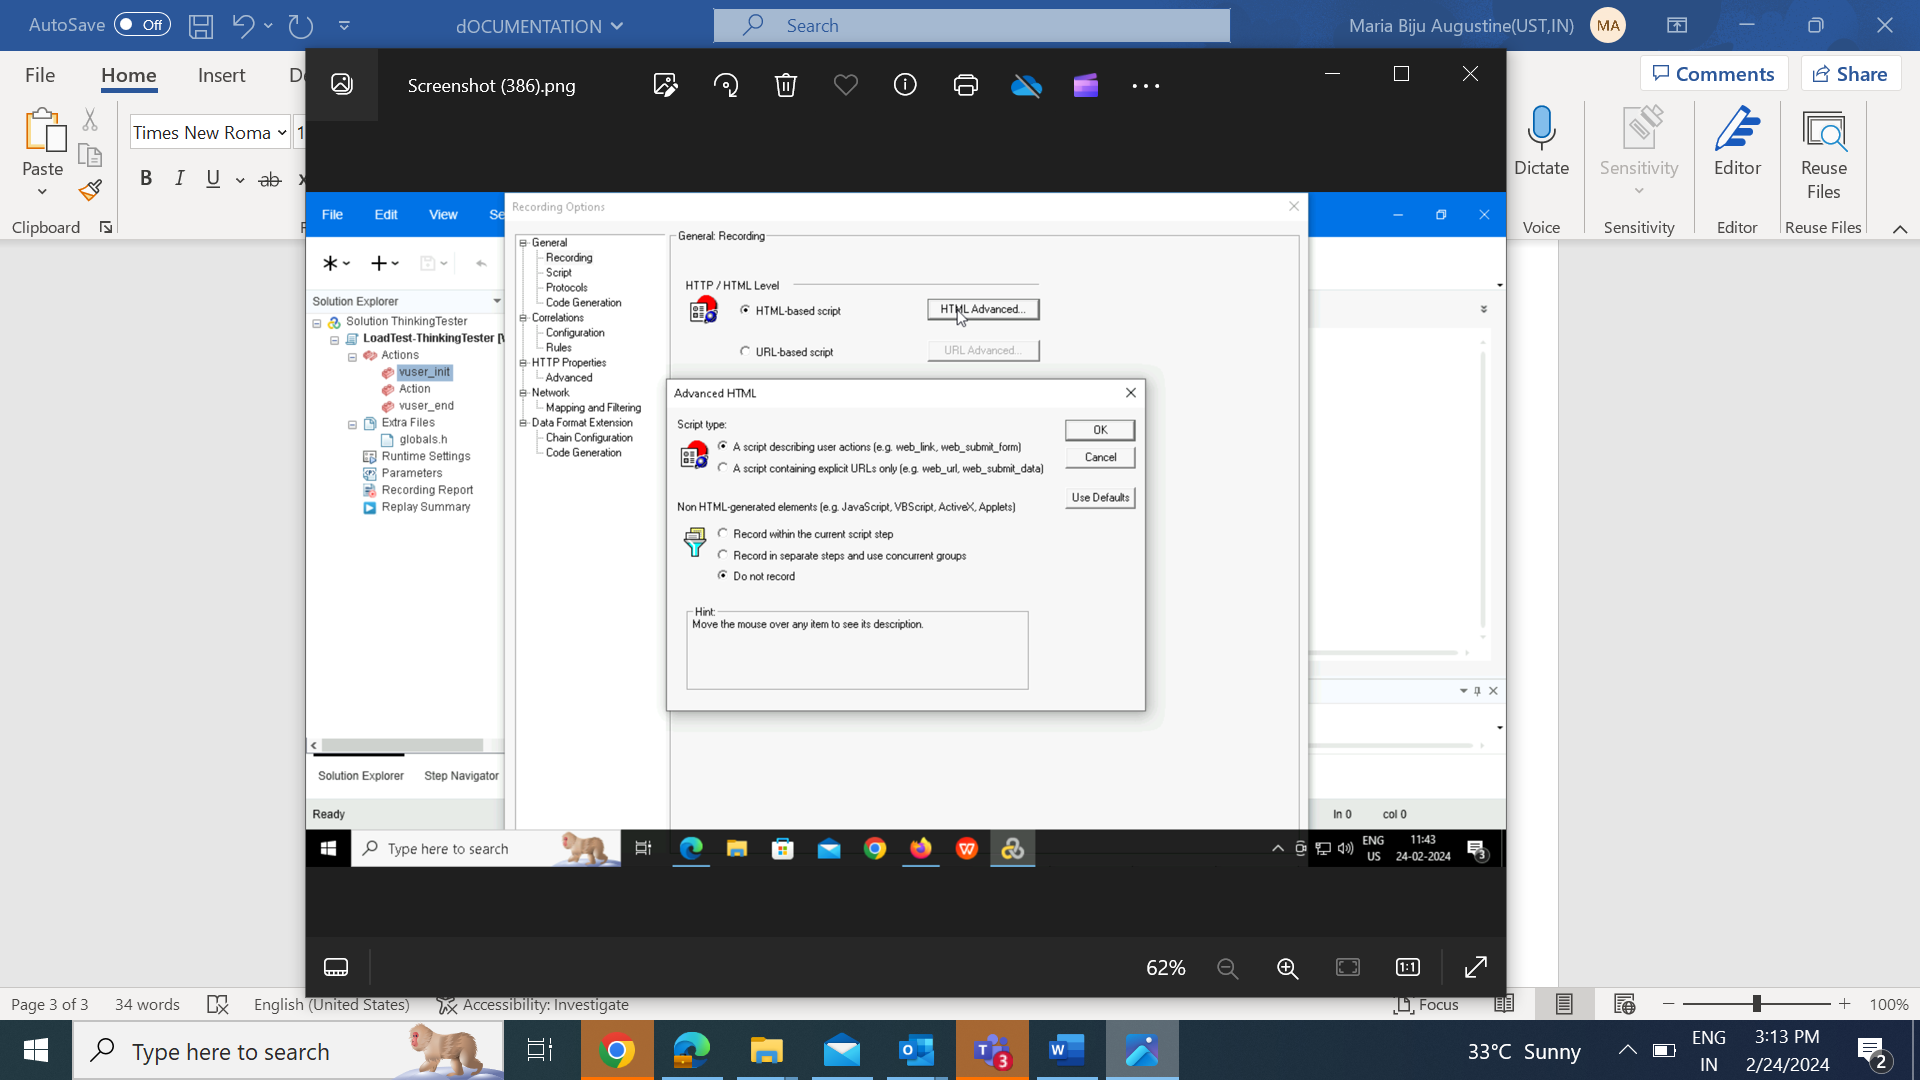 AutoSave Off dOCUMENTATION Search Maria Biju Augustine(UST,IN) MA
File Home Insert Comments Share
Screenshot (386).png
Times New Roma
Paste
B I U ab
Dictate Sensitivity Editor Reuse Files
Clipboard Voice Sensitivity Editor Reuse Files
File Edit View
Recording Options
Solution Explorer
Solution ThinkingTester
LoadTest-ThinkingTester
Actions
vuser_init
Action
vuser_end
Extra Files
globals.h
Runtime Settings
Parameters
Recording Report
Replay Summary
General
Recording
Script
Protocols
Code Generation
Correlations
Configuration
Rules
HTTP Properties
Advanced
Network
Mapping and Filtering
Data Format Extension
Chain Configuration
Code Generation
General: Recording
HTTP / HTML Level
HTML-based script HTML Advanced...
URL-based script URL Advanced...
Advanced HTML
Script type:
A script describing user actions (e.g. web_link, web_submit_form)
A script containing explicit URLs only (e.g. web_url, web_submit_data)
OK
Cancel
Use Defaults
Non HTML-generated elements (e.g. JavaScript, VBScript, ActiveX, Applets)
Record within the current script step
Record in separate steps and use concurrent groups
Do not record
Hint:
Move the mouse over any item to see its description.
Solution Explorer Step Navigator
Ready ln 0 col 0
Type here to search ENG US 11:43 24-02-2024 3
62% 1:1
Page 3 of 3 34 words English (United States) Accessibility: Investigate Focus 100%
Type here to search 3 33°C Sunny ENG IN 3:13 PM 2/24/2024 2